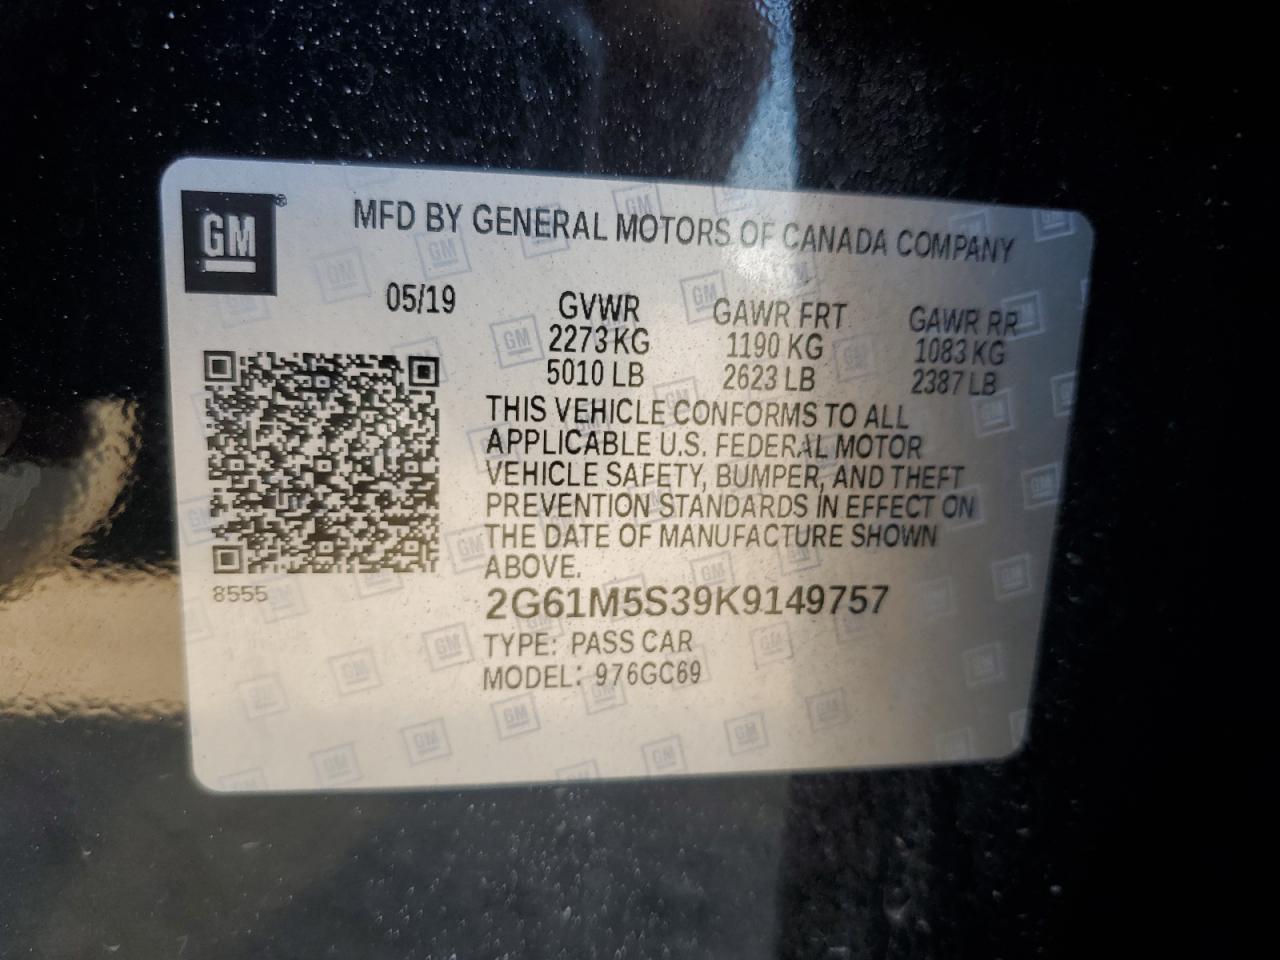 GM®
MFD BY GENERAL MOTORS OF CANADA COMPANY
05/19
GVWR GAWR FRT GAWR RR
2273 KG 1190 KG 1083 KG
5010 LB 2623 LB 2387 LB
THIS VEHICLE CONFORMS TO ALL
APPLICABLE U.S. FEDERAL MOTOR
VEHICLE SAFETY, BUMPER, AND THEFT
PREVENTION STANDARDS IN EFFECT ON
THE DATE OF MANUFACTURE SHOWN
ABOVE.
8555
2G61M5S39K9149757
TYPE: PASS CAR
MODEL: 976GC69